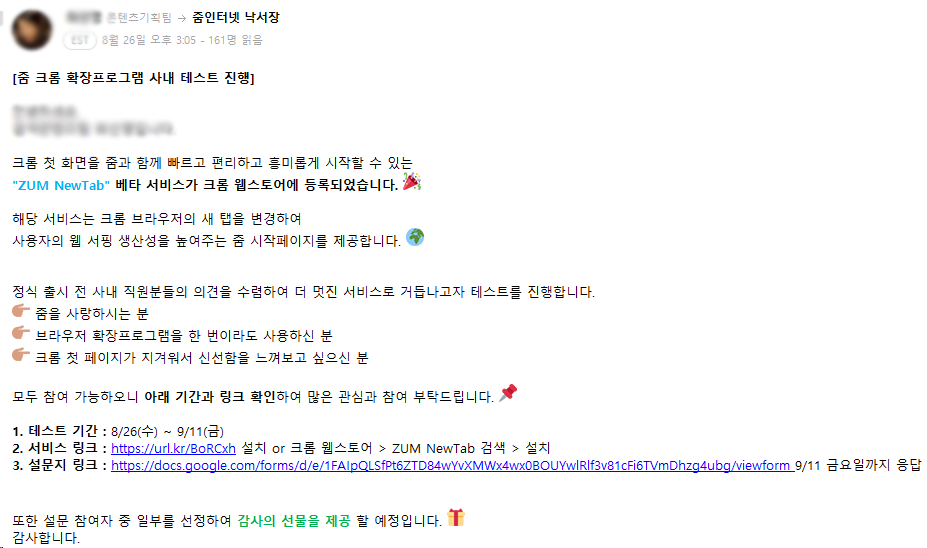 콘텐츠기획팀 → 줌인터넷 낙서장
EST 8월 26일 오후 3:05 - 161명 읽음
[줌 크롬 확장프로그램 사내 테스트 진행]
크롬 첫 화면을 줌과 함께 빠르고 편리하고 흥미롭게 시작할 수 있는
"ZUM NewTab" 베타 서비스가 크롬 웹스토어에 등록되었습니다.
해당 서비스는 크롬 브라우저의 새 탭을 변경하여
사용자의 웹 서핑 생산성을 높여주는 줌 시작페이지를 제공합니다.
정식 출시 전 사내 직원분들의 의견을 수렴하여 더 멋진 서비스로 거듭나고자 테스트를 진행합니다.
줌을 사랑하시는 분
브라우저 확장프로그램을 한 번이라도 사용하신 분
크롬 첫 페이지가 지겨워서 신선함을 느껴보고 싶으신 분
모두 참여 가능하오니 아래 기간과 링크 확인하여 많은 관심과 참여 부탁드립니다.
1. 테스트 기간 : 8/26(수) ~ 9/11(금)
2. 서비스 링크 : https://url.kr/BoRCxh 설치 or 크롬 웹스토어 > ZUM NewTab 검색 > 설치
3. 설문지 링크 : https://docs.google.com/forms/d/e/1FAIpQLSfPt6ZTD84wYvXMWx4wx0BOUYwlRlf3v81cFi6TVmDhzg4ubg/viewform 9/11 금요일까지 응답
또한 설문 참여자 중 일부를 선정하여 감사의 선물을 제공 할 예정입니다.
감사합니다.